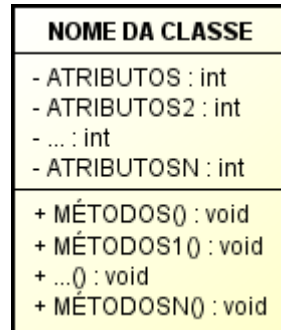 NOME DA CLASSE
- ATRIBUTOS : int
- ATRIBUTOS2 : int
- ... : int
- ATRIBUTOSN : int
+ MÉTODOS() : void
+ MÉTODOS1() : void
+ ...() : void
+ MÉTODOSN() : void